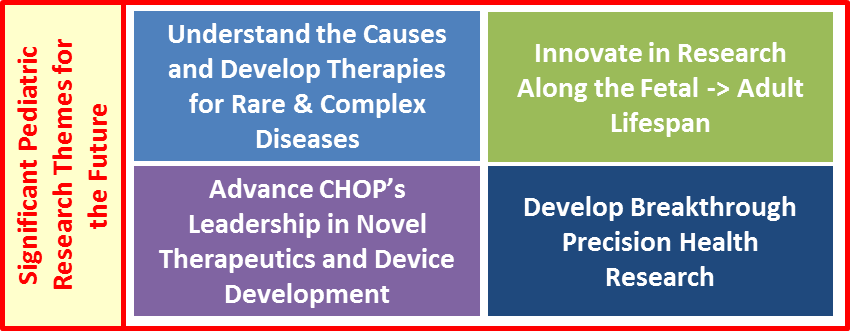 Significant Pediatric
Research Themes for
the Future
Understand the Causes
and Develop Therapies
for Rare & Complex
Diseases
Innovate in Research
Along the Fetal -> Adult
Lifespan
Advance CHOP’s
Leadership in Novel
Therapeutics and Device
Development
Develop Breakthrough
Precision Health
Research